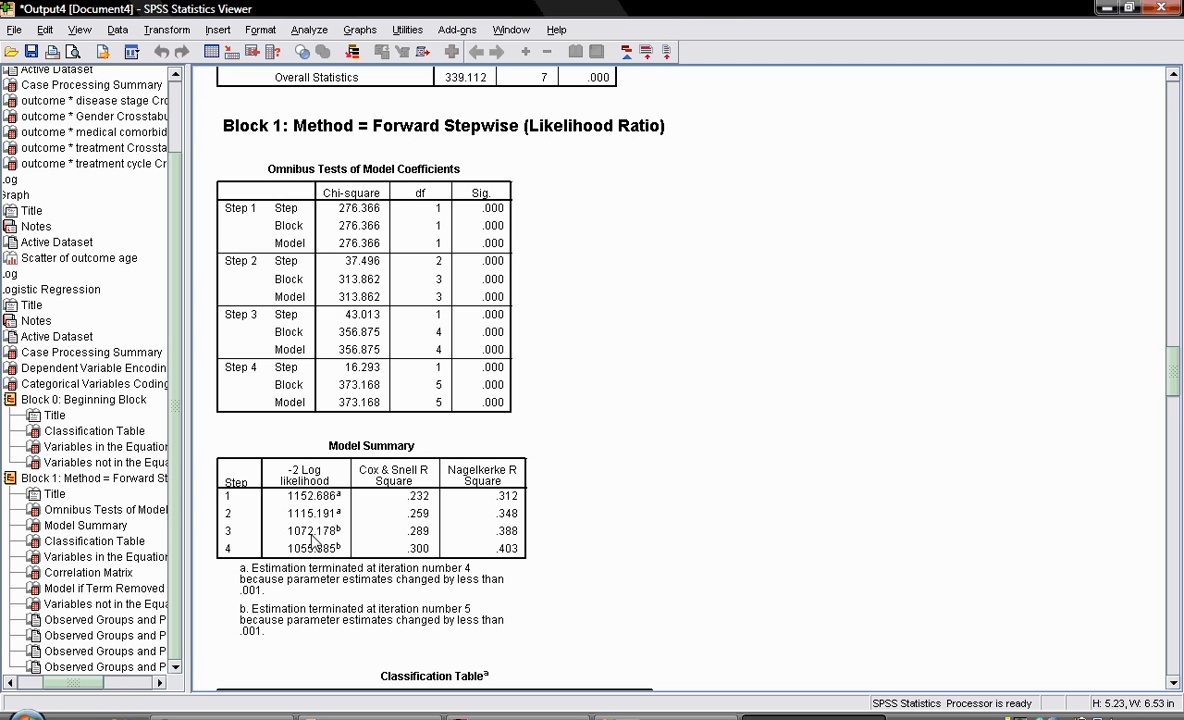 *Output4 [Document4] - SPSS Statistics Viewer
File Edit View Data Transform Insert Format Analyze Graphs Utilities Add-ons Window Help
Active Dataset
Case Processing Summary
outcome * disease stage Cro
outcome * Gender Crosstabu
outcome * medical comorbid
outcome * treatment Crossta
outcome * treatment cycle Cr
.og
Graph
Title
Notes
Active Dataset
Scatter of outcome age
.og
.ogistic Regression
Title
Notes
Active Dataset
Case Processing Summary
Dependent Variable Encodin
Categorical Variables Coding
Block 0: Beginning Block
Title
Classification Table
Variables in the Equation
Variables not in the Equa
Block 1: Method = Forward St
Title
Omnibus Tests of Model
Model Summary
Classification Table
Variables in the Equation
Correlation Matrix
Model if Term Removed
Variables not in the Equa
Observed Groups and P
Observed Groups and P
Observed Groups and P
Observed Groups and P
Overall Statistics 339.112 7 .000
Block 1: Method = Forward Stepwise (Likelihood Ratio)
Omnibus Tests of Model Coefficients
Chi-square df Sig.
Step 1 Step 276.366 1 .000
Block 276.366 1 .000
Model 276.366 1 .000
Step 2 Step 37.496 2 .000
Block 313.862 3 .000
Model 313.862 3 .000
Step 3 Step 43.013 1 .000
Block 356.875 4 .000
Model 356.875 4 .000
Step 4 Step 16.293 1 .000
Block 373.168 5 .000
Model 373.168 5 .000
Model Summary
Step -2 Log likelihood Cox & Snell R Square Nagelkerke R Square
1 1152.686a .232 .312
2 1115.191a .259 .348
3 1072.178b .289 .388
4 1055.885b .300 .403
a. Estimation terminated at iteration number 4
because parameter estimates changed by less than
.001.
b. Estimation terminated at iteration number 5
because parameter estimates changed by less than
.001.
Classification Tablea
SPSS Statistics Processor is ready H: 5.23, W: 6.53 in